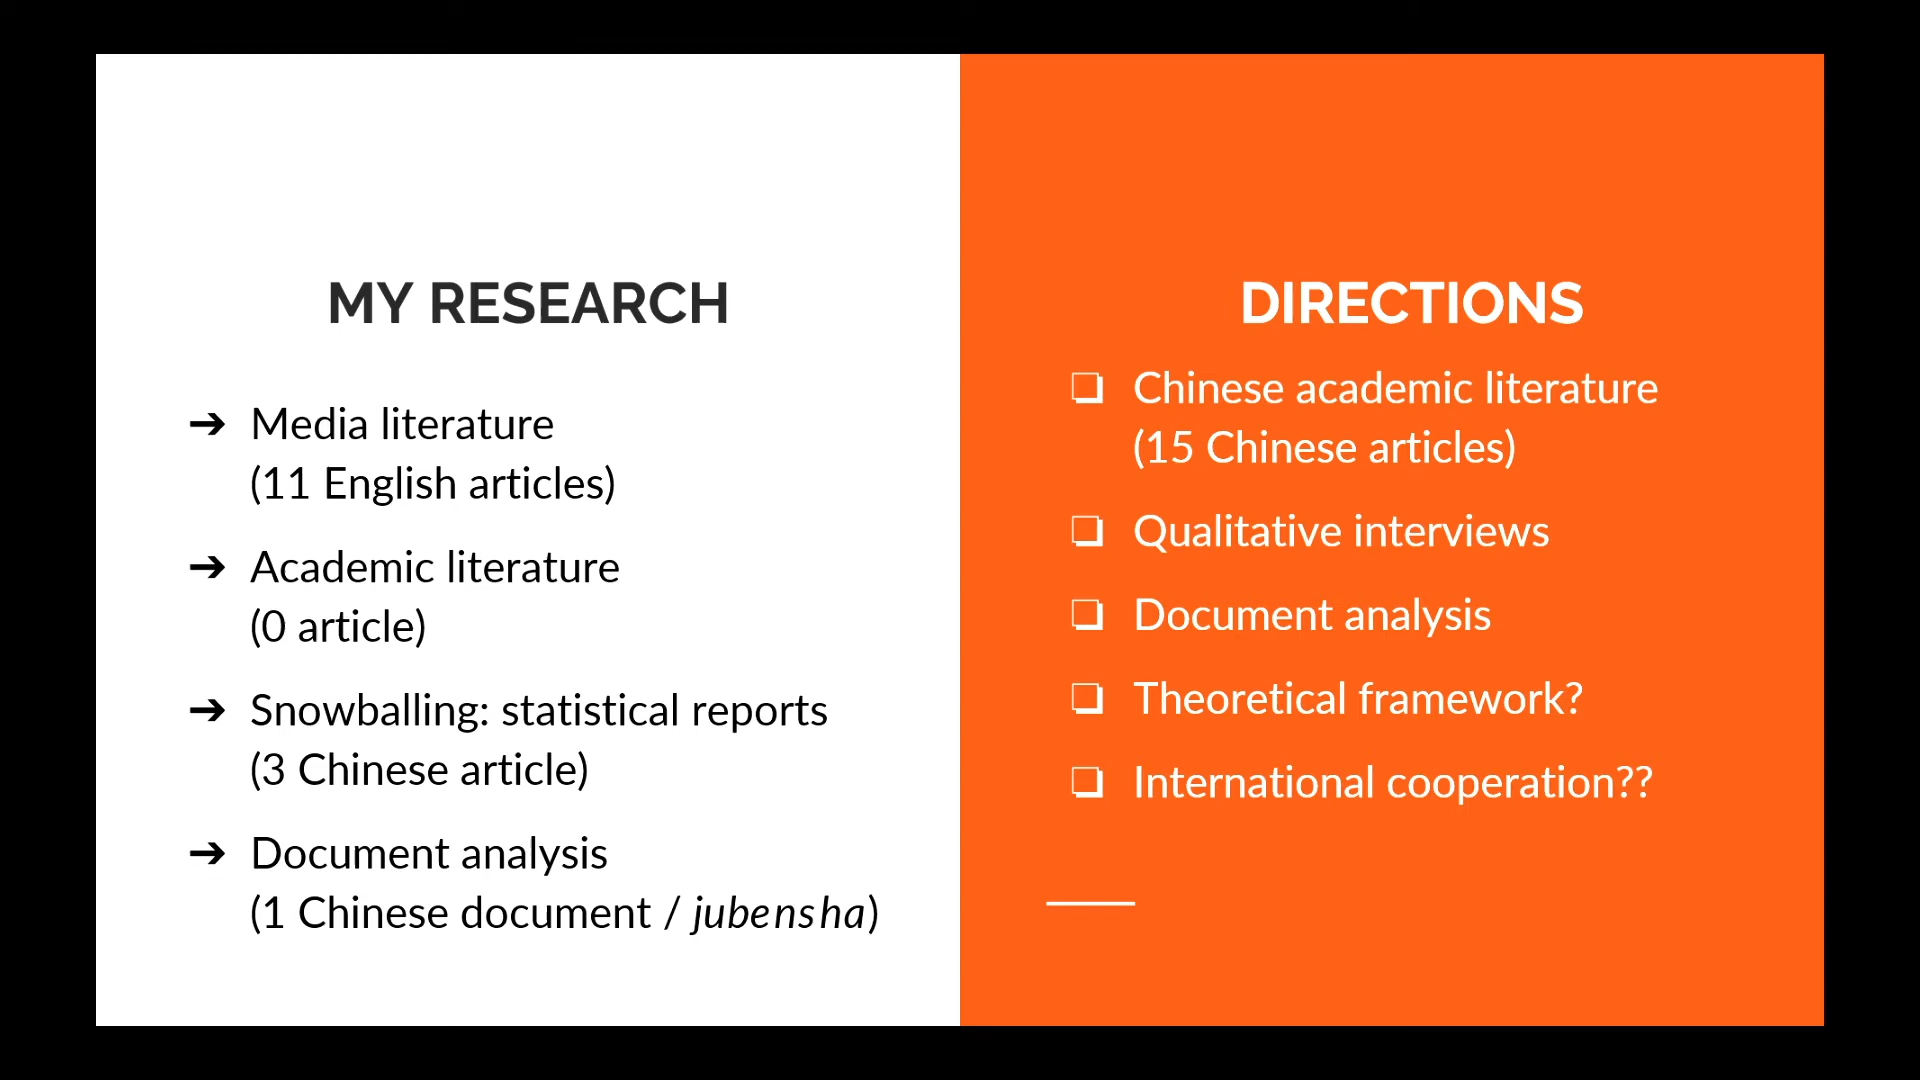 MY RESEARCH
➔ Media literature
(11 English articles)
➔ Academic literature
(0 article)
➔ Snowballing: statistical reports
(3 Chinese article)
➔ Document analysis
(1 Chinese document / jubensha)
DIRECTIONS
❏ Chinese academic literature
(15 Chinese articles)
❏ Qualitative interviews
❏ Document analysis
❏ Theoretical framework?
❏ International cooperation??